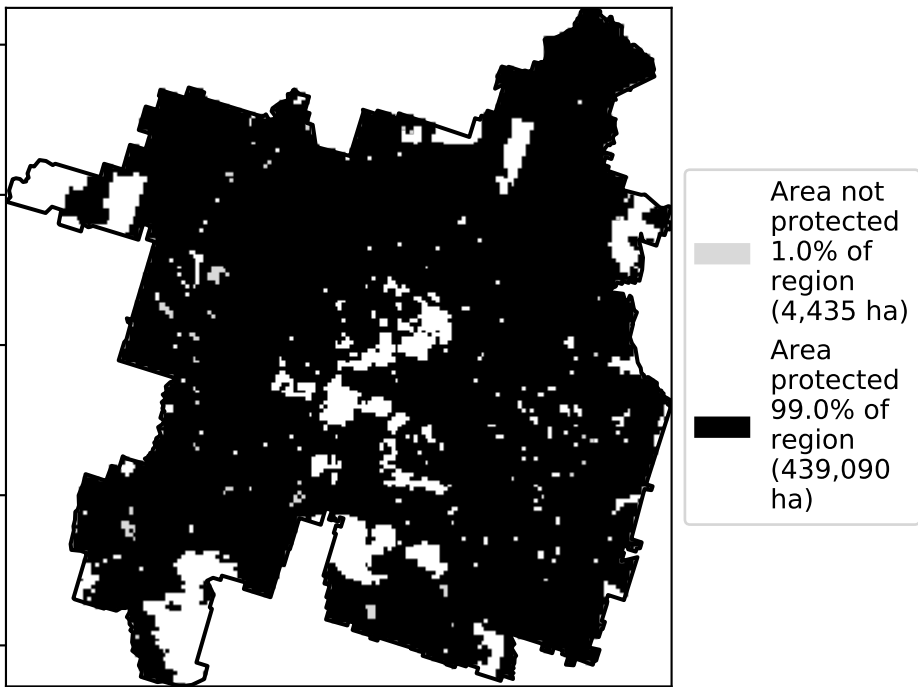 Area not
protected
1.0% of
region
(4,435 ha)
Area
protected
99.0% of
region
(439,090
ha)